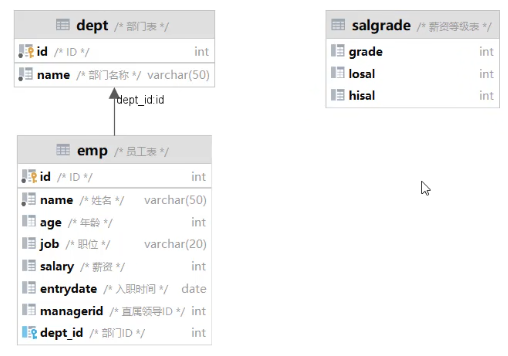 dept /* 部门表 */
id /* ID */ int
name /* 部门名称 */ varchar(50)
dept_id:id
emp /* 员工表 */
id /* ID */ int
name /* 姓名 */ varchar(50)
age /* 年龄 */ int
job /* 职位 */ varchar(20)
salary /* 薪资 */ int
entrydate /* 入职时间 */ date
managerid /* 直属领导ID */ int
dept_id /* 部门ID */ int
salgrade /* 薪资等级表 */
grade int
losal int
hisal int